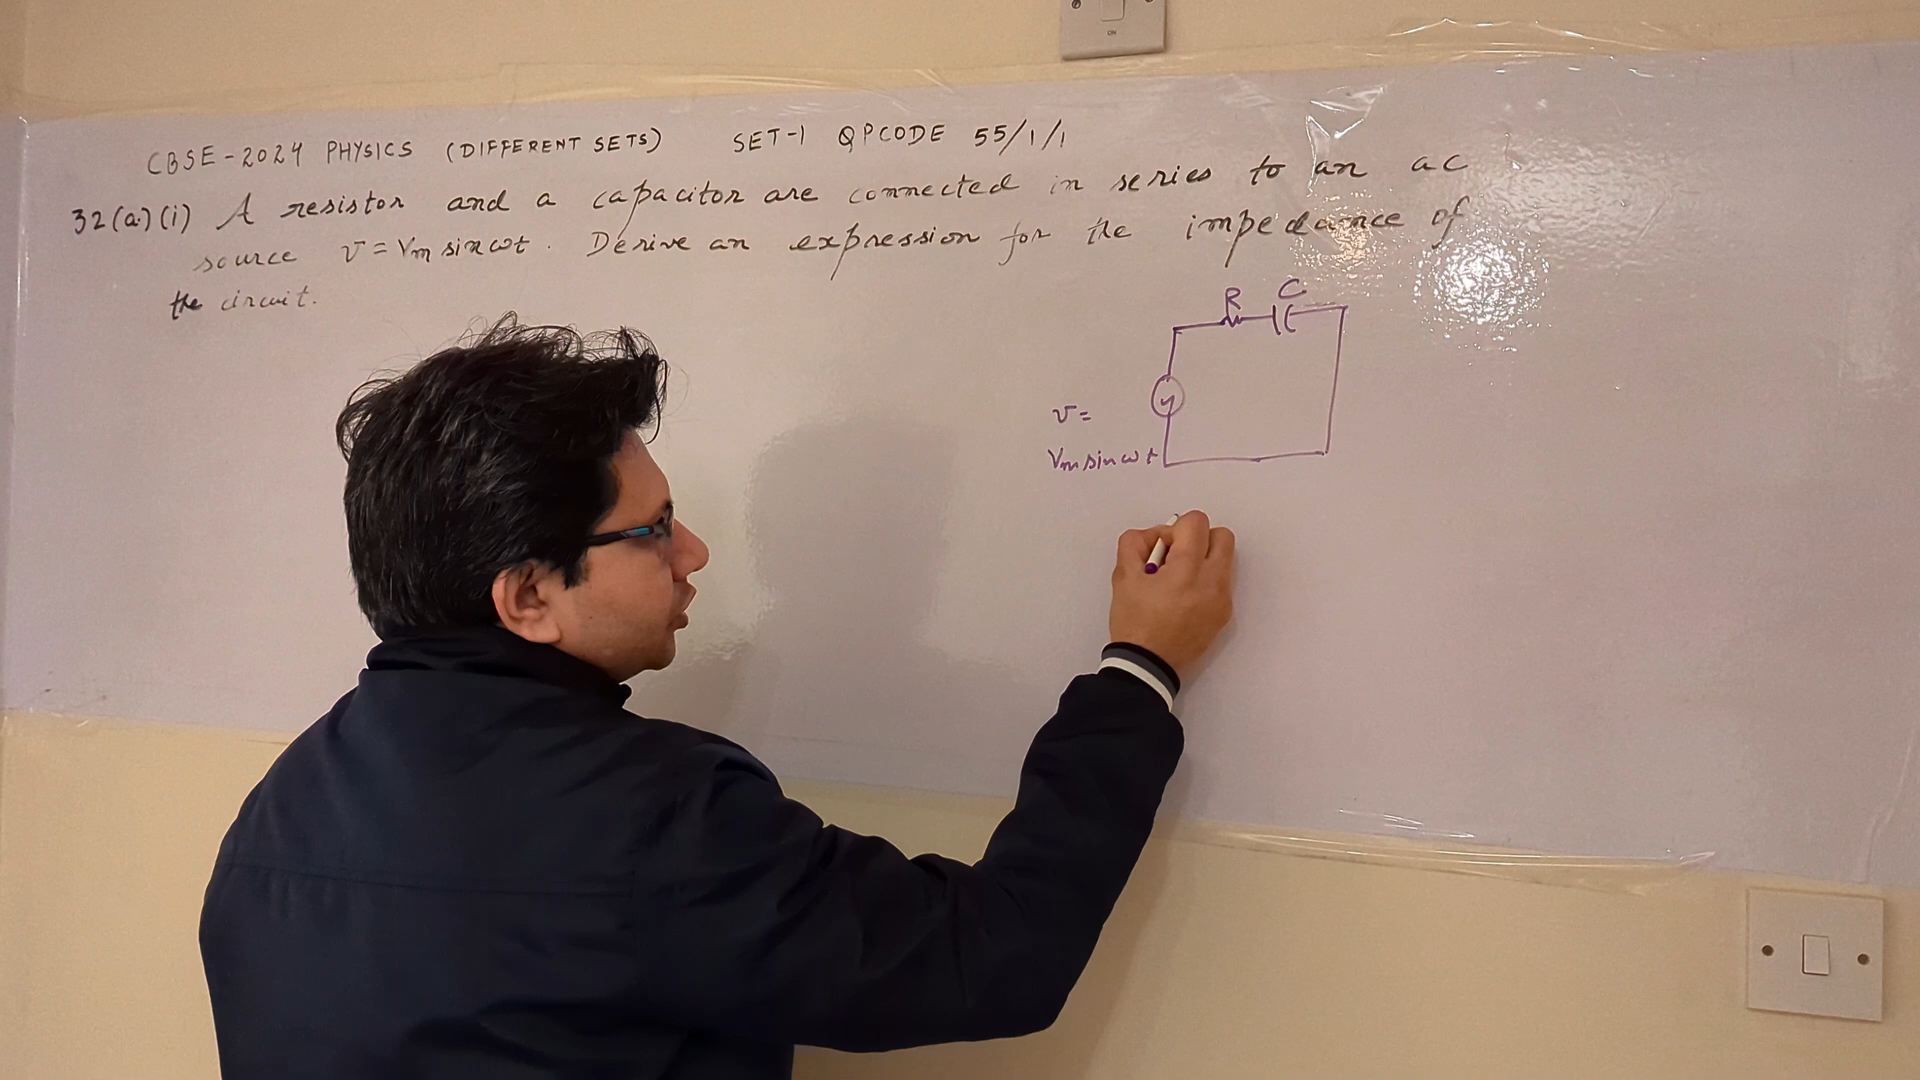 CBSE-2024 PHYSICS (DIFFERENT SETS) SET-1 QPCODE 55/1/1
32(a)(i) A resistor and a capacitor are connected in series to an ac
source v = Vm sin ωt. Derive an expression for the impedance of
the circuit.
R C
v =
Vm sin ωt